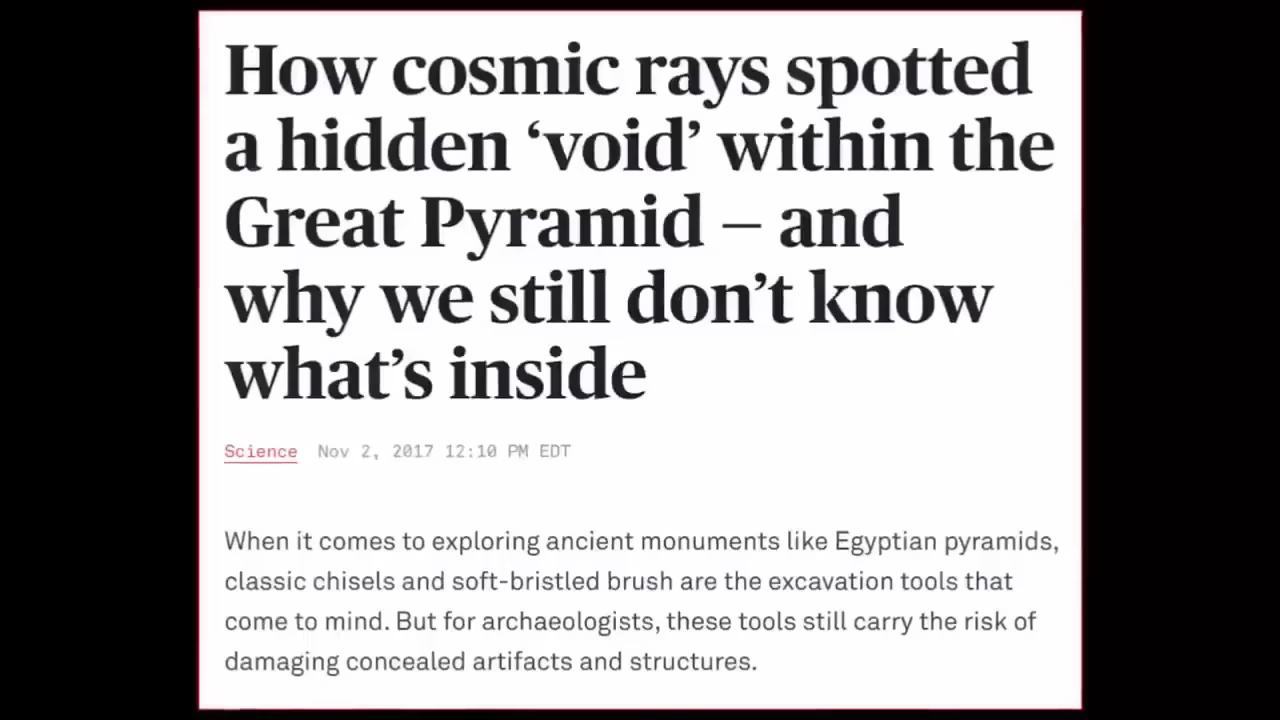 How cosmic rays spotted
a hidden ‘void’ within the
Great Pyramid – and
why we still don’t know
what’s inside
Science Nov 2, 2017 12:10 PM EDT
When it comes to exploring ancient monuments like Egyptian pyramids,
classic chisels and soft-bristled brush are the excavation tools that
come to mind. But for archaeologists, these tools still carry the risk of
damaging concealed artifacts and structures.